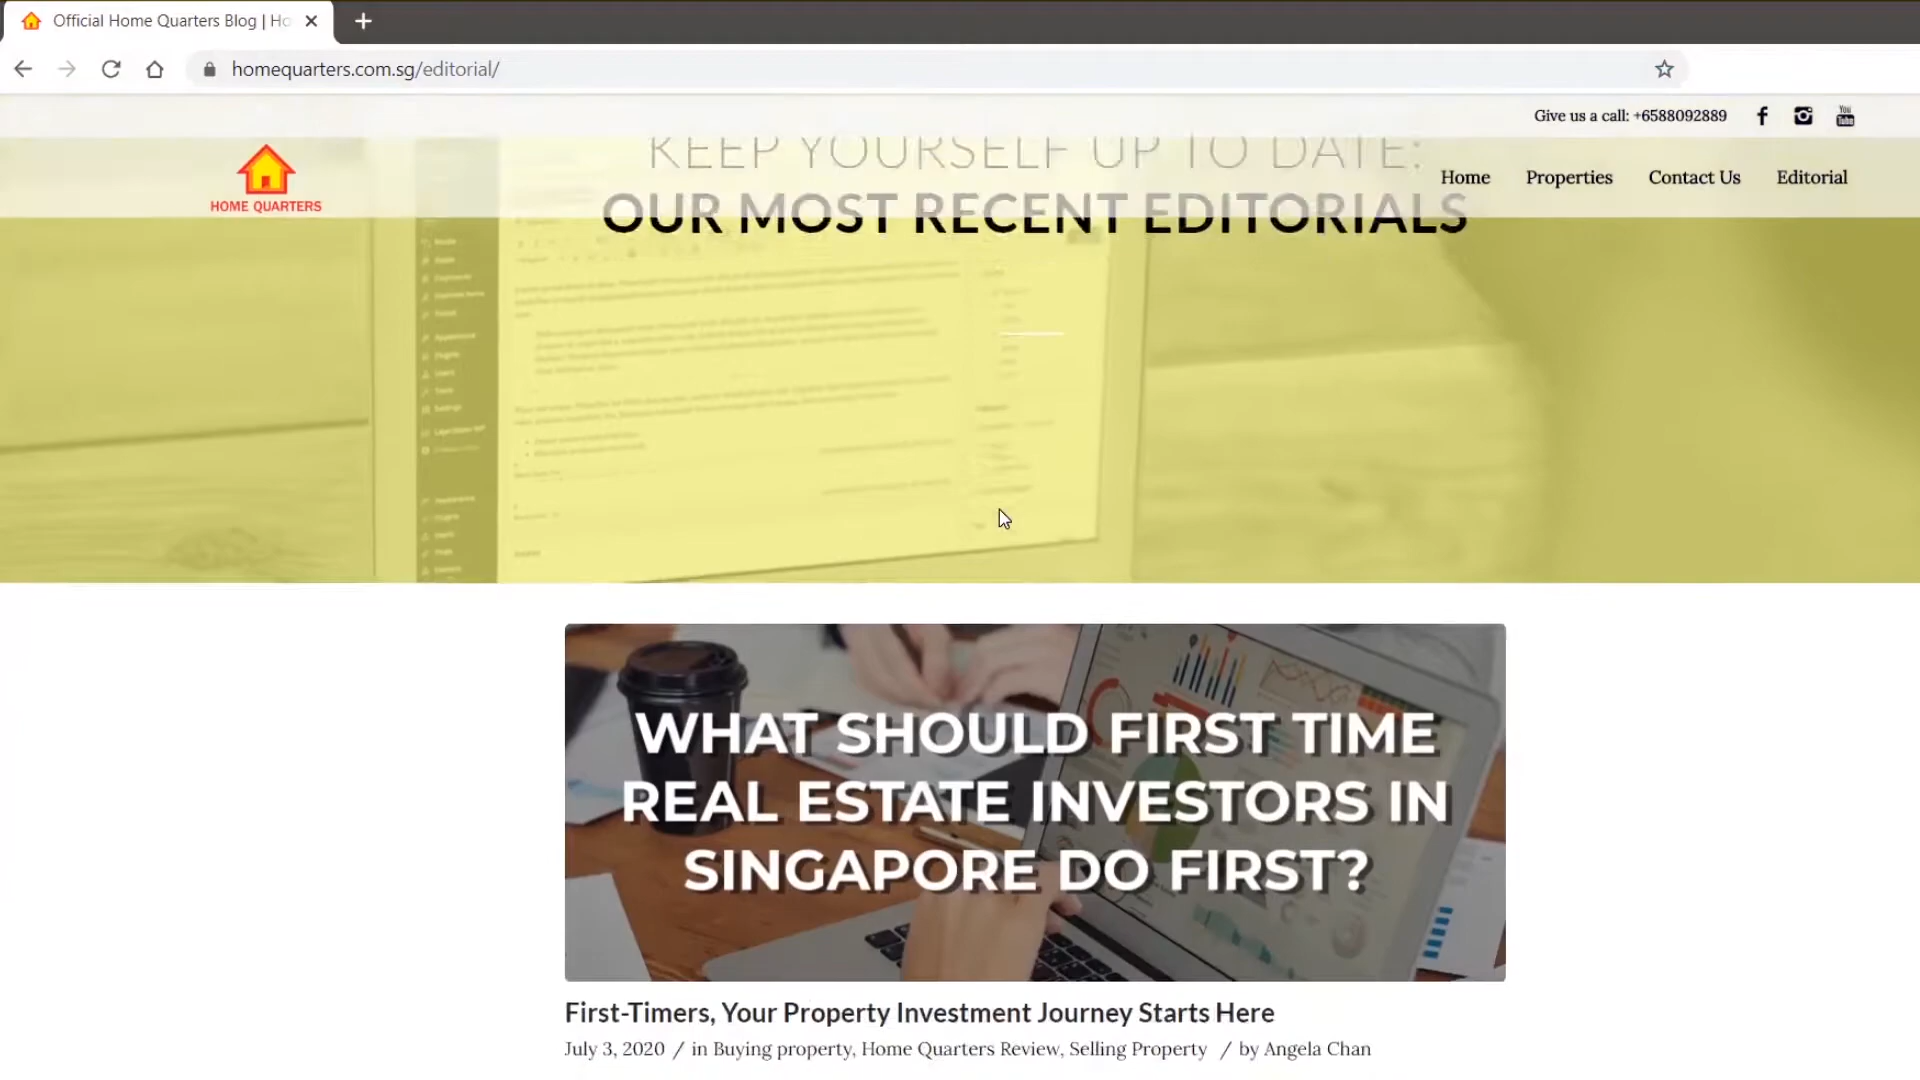 Official Home Quarters Blog | Ho
homequarters.com.sg/editorial/
Give us a call: +6588092889
You
Tube
HOME QUARTERS
Home
Properties
Contact Us
Editorial
KEEP YOURSELF UP TO DATE:
OUR MOST RECENT EDITORIALS
WHAT SHOULD FIRST TIME
REAL ESTATE INVESTORS IN
SINGAPORE DO FIRST?
First-Timers, Your Property Investment Journey Starts Here
July 3, 2020 / in Buying property, Home Quarters Review, Selling Property / by Angela Chan